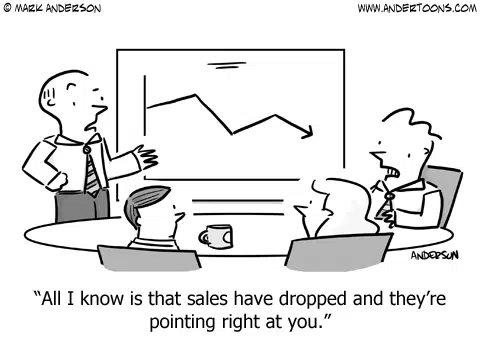 © MARK ANDERSON
WWW.ANDERTOONS.COM
ANDERSON
“All I know is that sales have dropped and they’re
pointing right at you.”